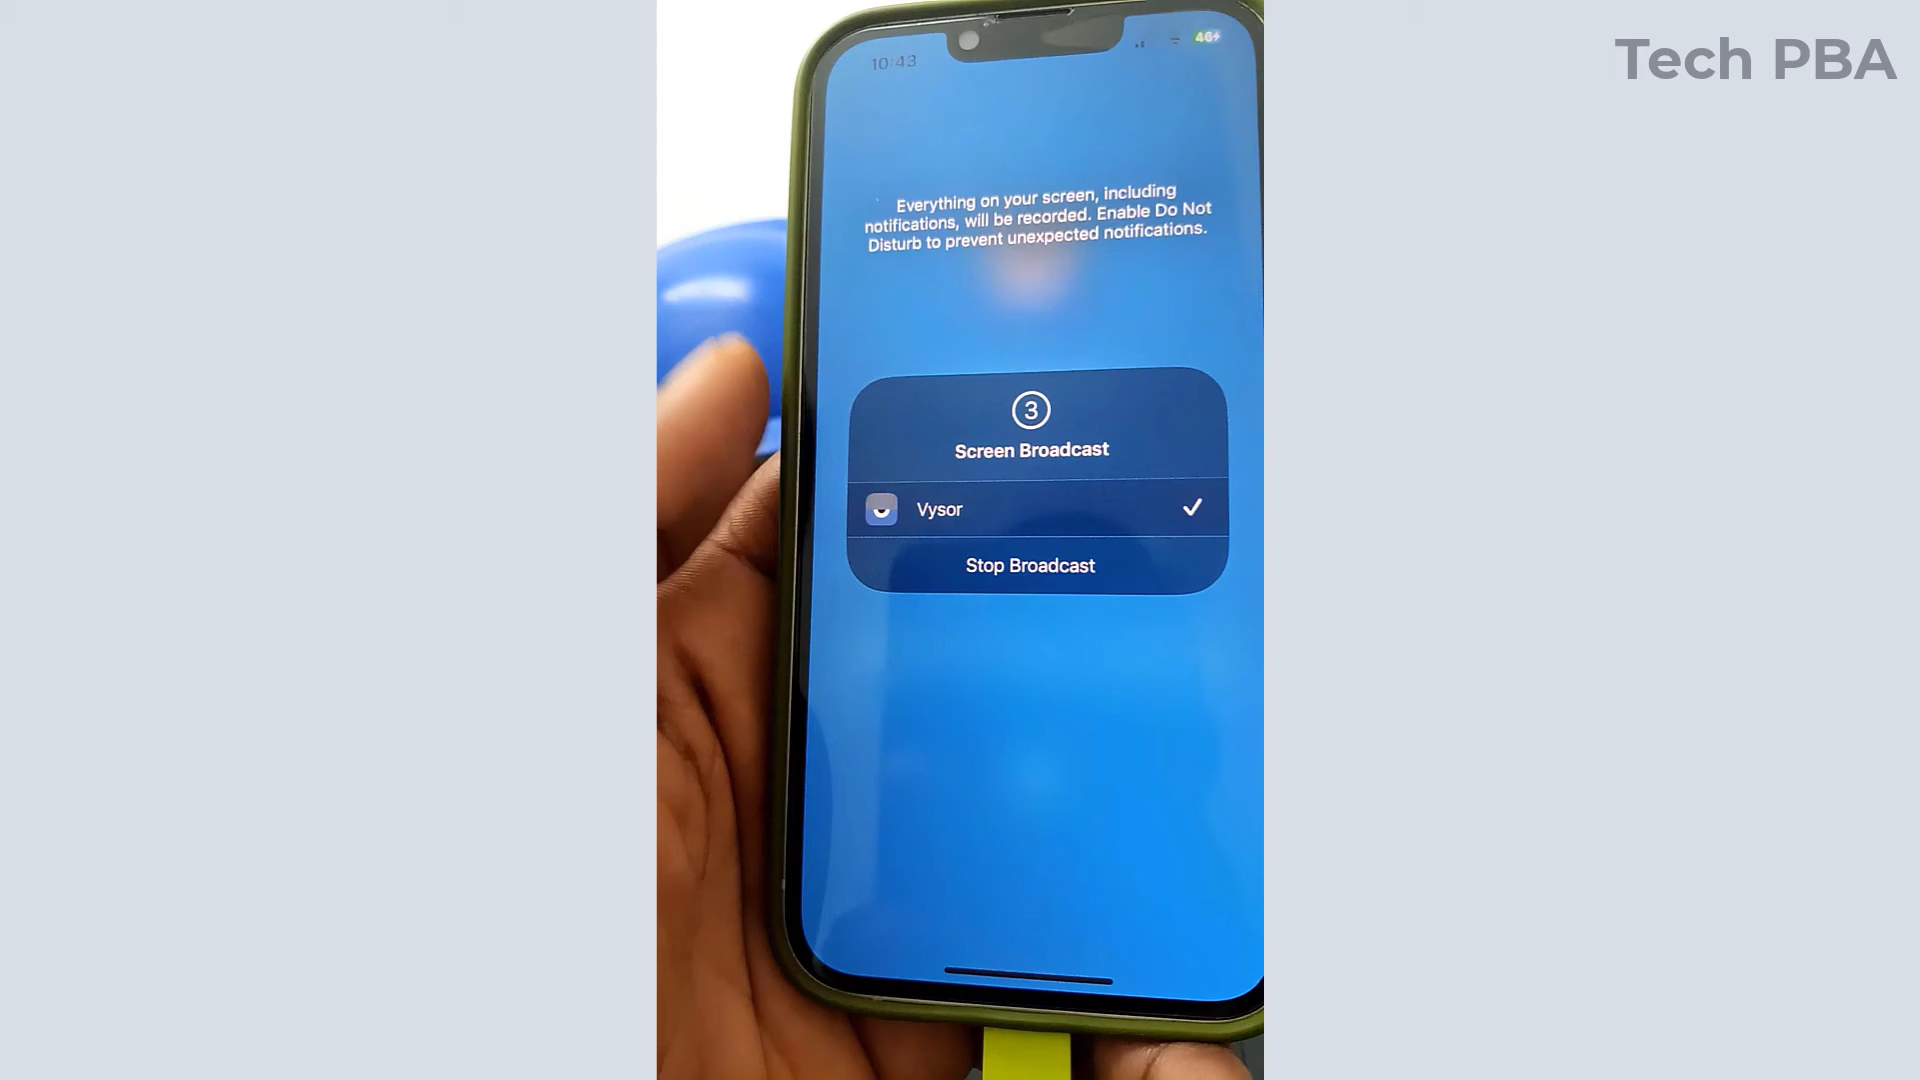 Tech PBA
10:43
46
Everything on your screen, including
notifications, will be recorded. Enable Do Not
Disturb to prevent unexpected notifications.
3
Screen Broadcast
Vysor
Stop Broadcast